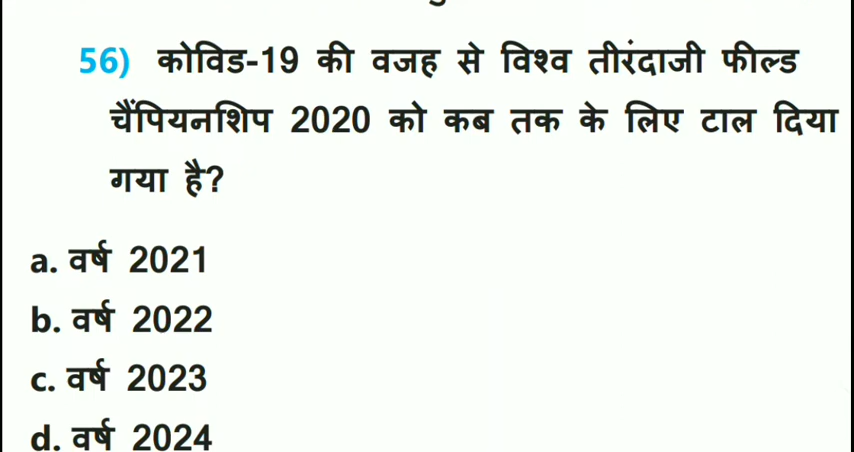 56) कोविड-19 की वजह से विश्व तीरंदाजी फील्ड
चैंपियनशिप 2020 को कब तक के लिए टाल दिया
गया है?
a. वर्ष 2021
b. वर्ष 2022
c. वर्ष 2023
d. वर्ष 2024